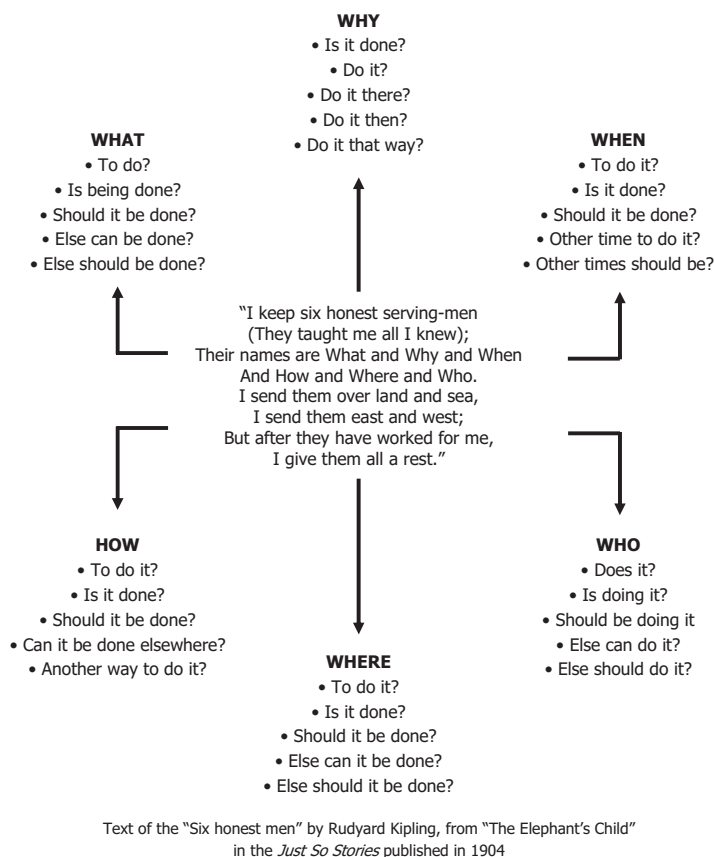 WHY
• Is it done?
• Do it?
• Do it there?
• Do it then?
• Do it that way?
WHAT
• To do?
• Is being done?
• Should it be done?
• Else can be done?
• Else should be done?
WHEN
• To do it?
• Is it done?
• Should it be done?
• Other time to do it?
• Other times should be?
“I keep six honest serving-men
(They taught me all I knew);
Their names are What and Why and When
And How and Where and Who.
I send them over land and sea,
I send them east and west;
But after they have worked for me,
I give them all a rest.”
HOW
• To do it?
• Is it done?
• Should it be done?
• Can it be done elsewhere?
• Another way to do it?
WHO
• Does it?
• Is doing it?
• Should be doing it
• Else can do it?
• Else should do it?
WHERE
• To do it?
• Is it done?
• Should it be done?
• Else can it be done?
• Else should it be done?
Text of the “Six honest men” by Rudyard Kipling, from “The Elephant’s Child”
in the Just So Stories published in 1904